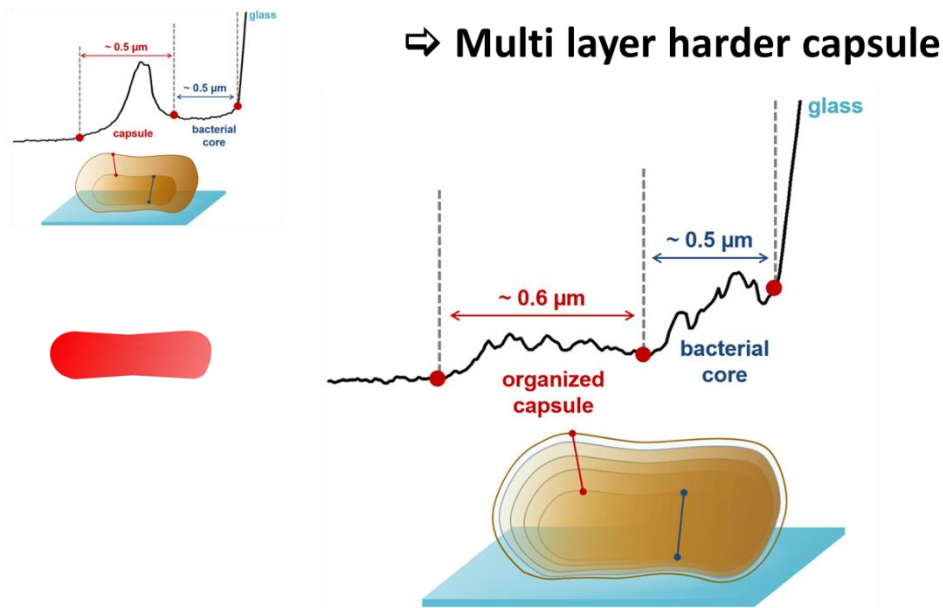 ⇨ Multi layer harder capsule
glass
~ 0.5 µm
~ 0.5 µm
capsule
bacterial
core
glass
~ 0.5 µm
~ 0.6 µm
organized
capsule
bacterial
core